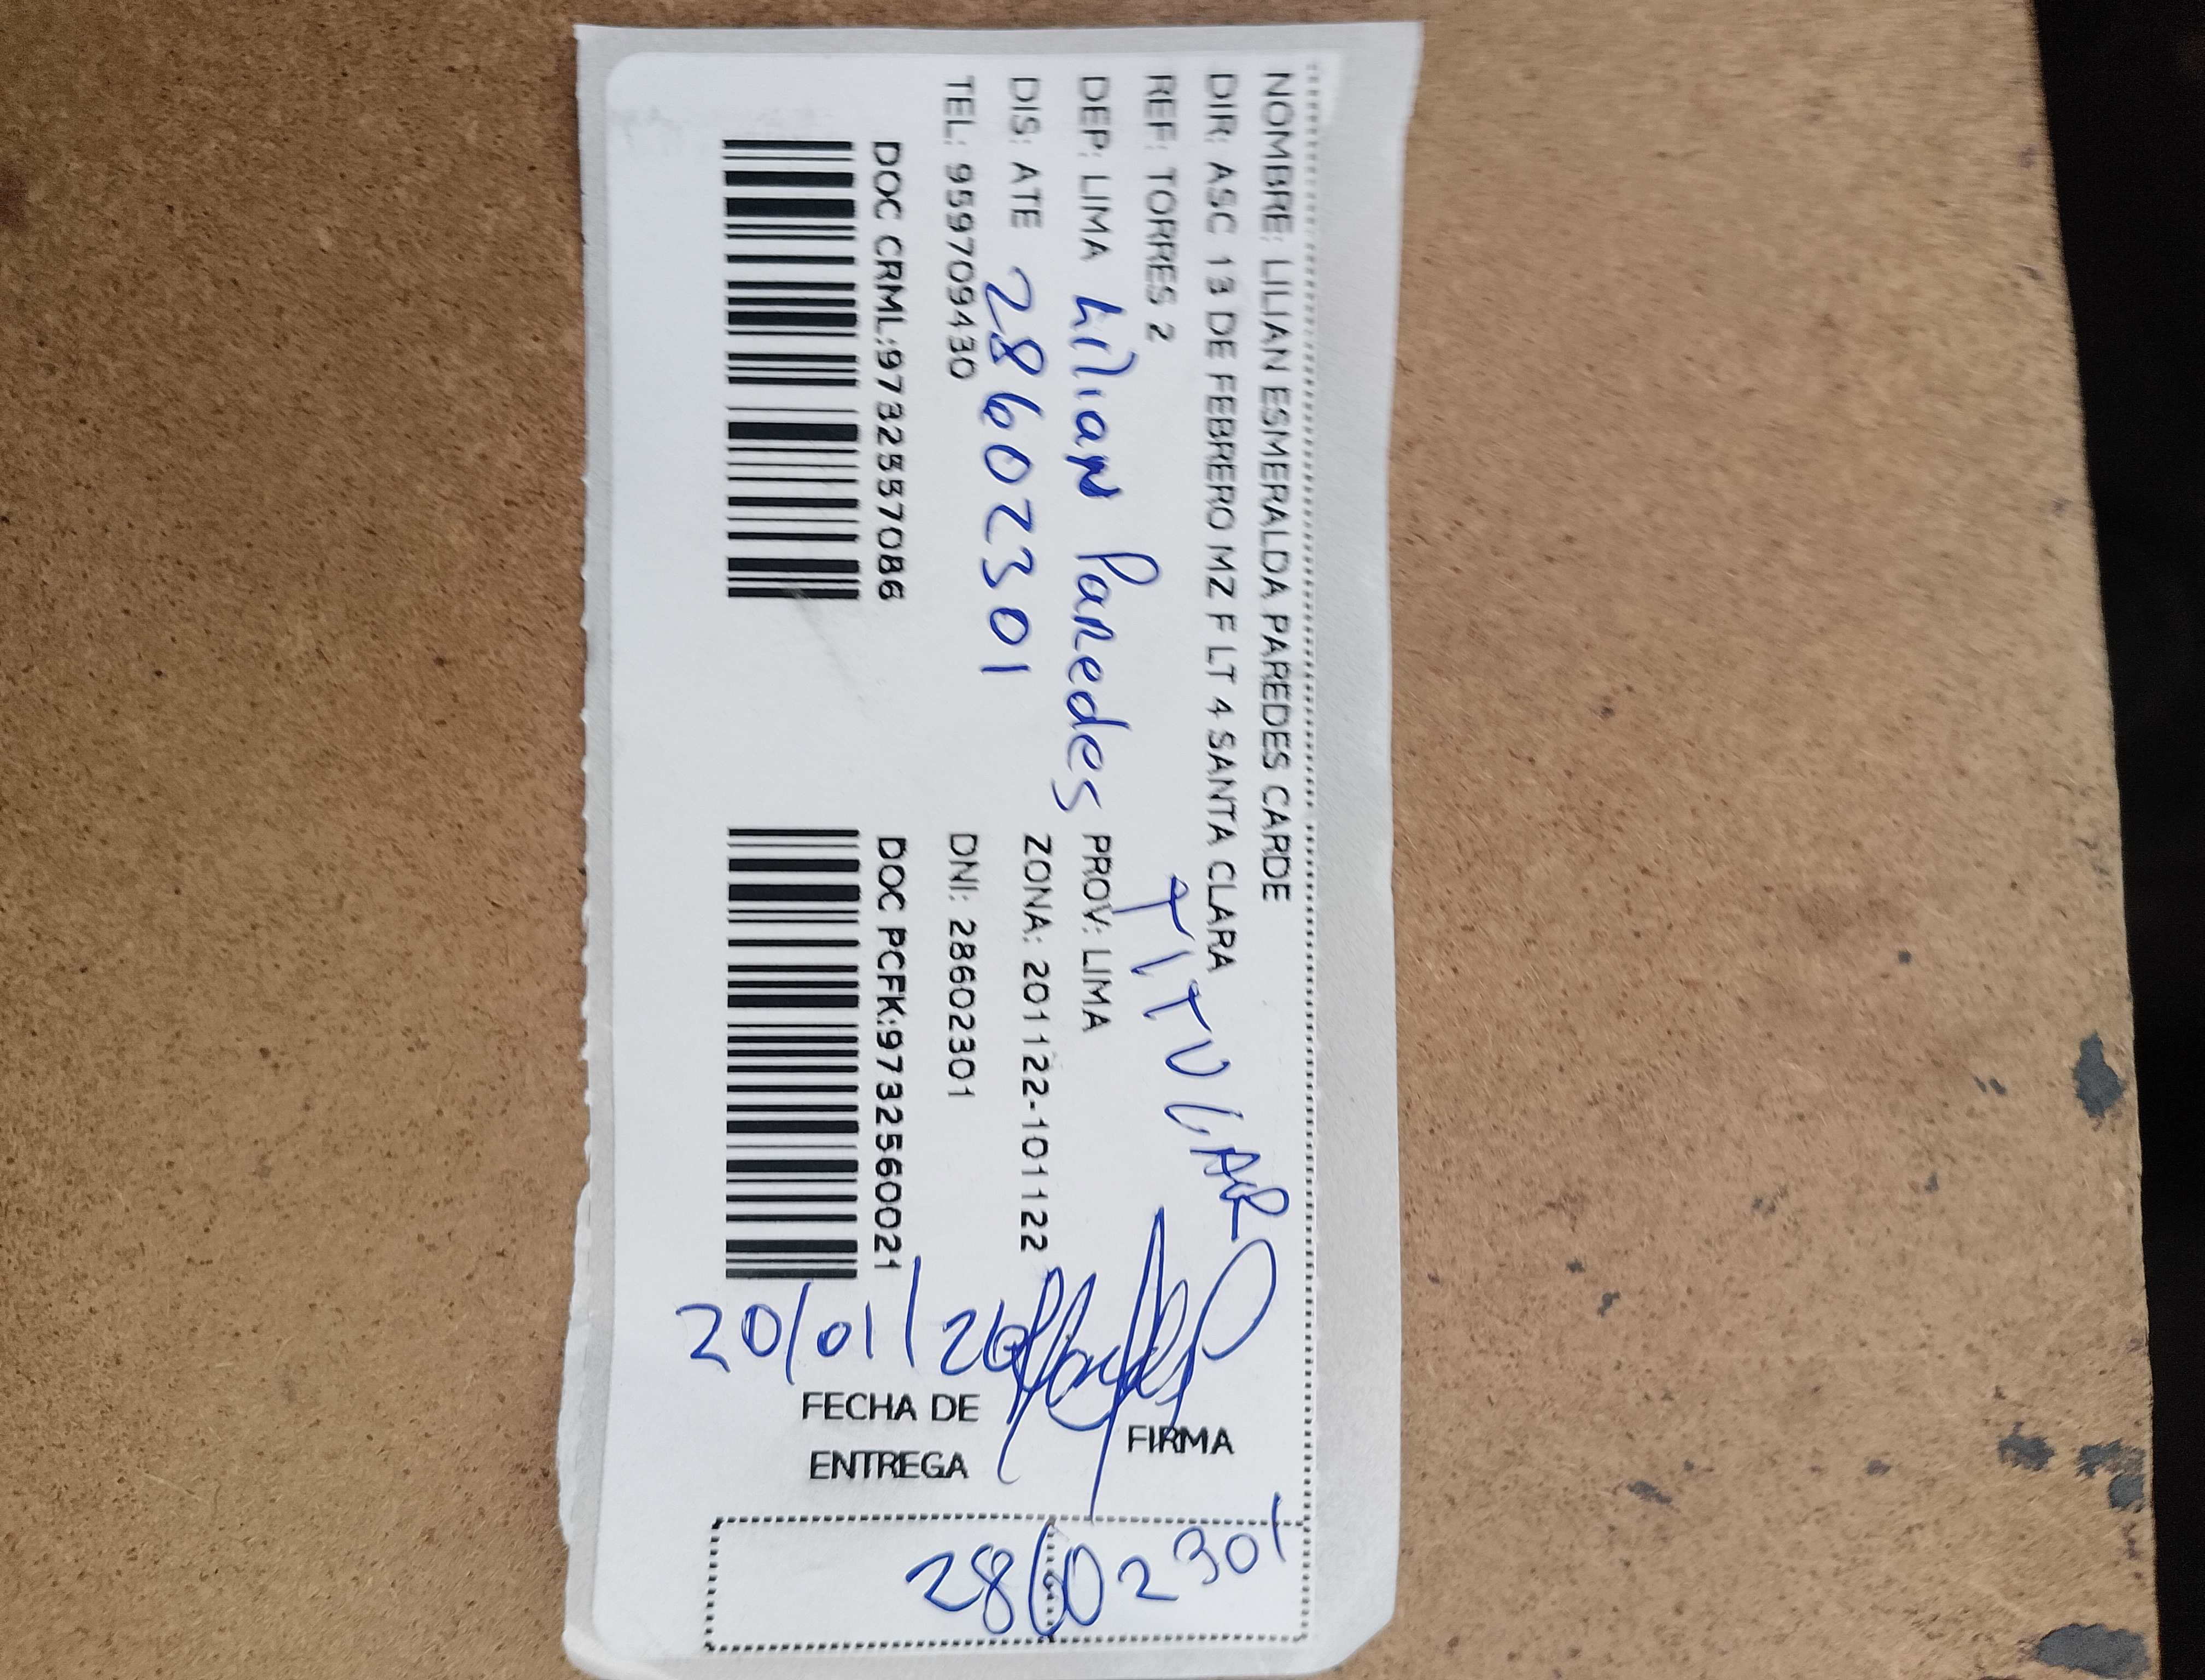 NOMBRE: LILIAN ESMERALDA PAREDES CARDE
DIR: ASC 13 DE FEBRERO MZ F LT 4 SANTA CLARA
REF: TORRES 2
TITULAR
DEP: LIMA Lilian Paredes PROV: LIMA
DIS: ATE 28602301 ZONA: 201122-101122
TEL: 959709430 DNI: 28602301
DOC CRML:97325557086 DOC PCFK:97325600021
20/01/26
FECHA DE
ENTREGA
FIRMA
28602301